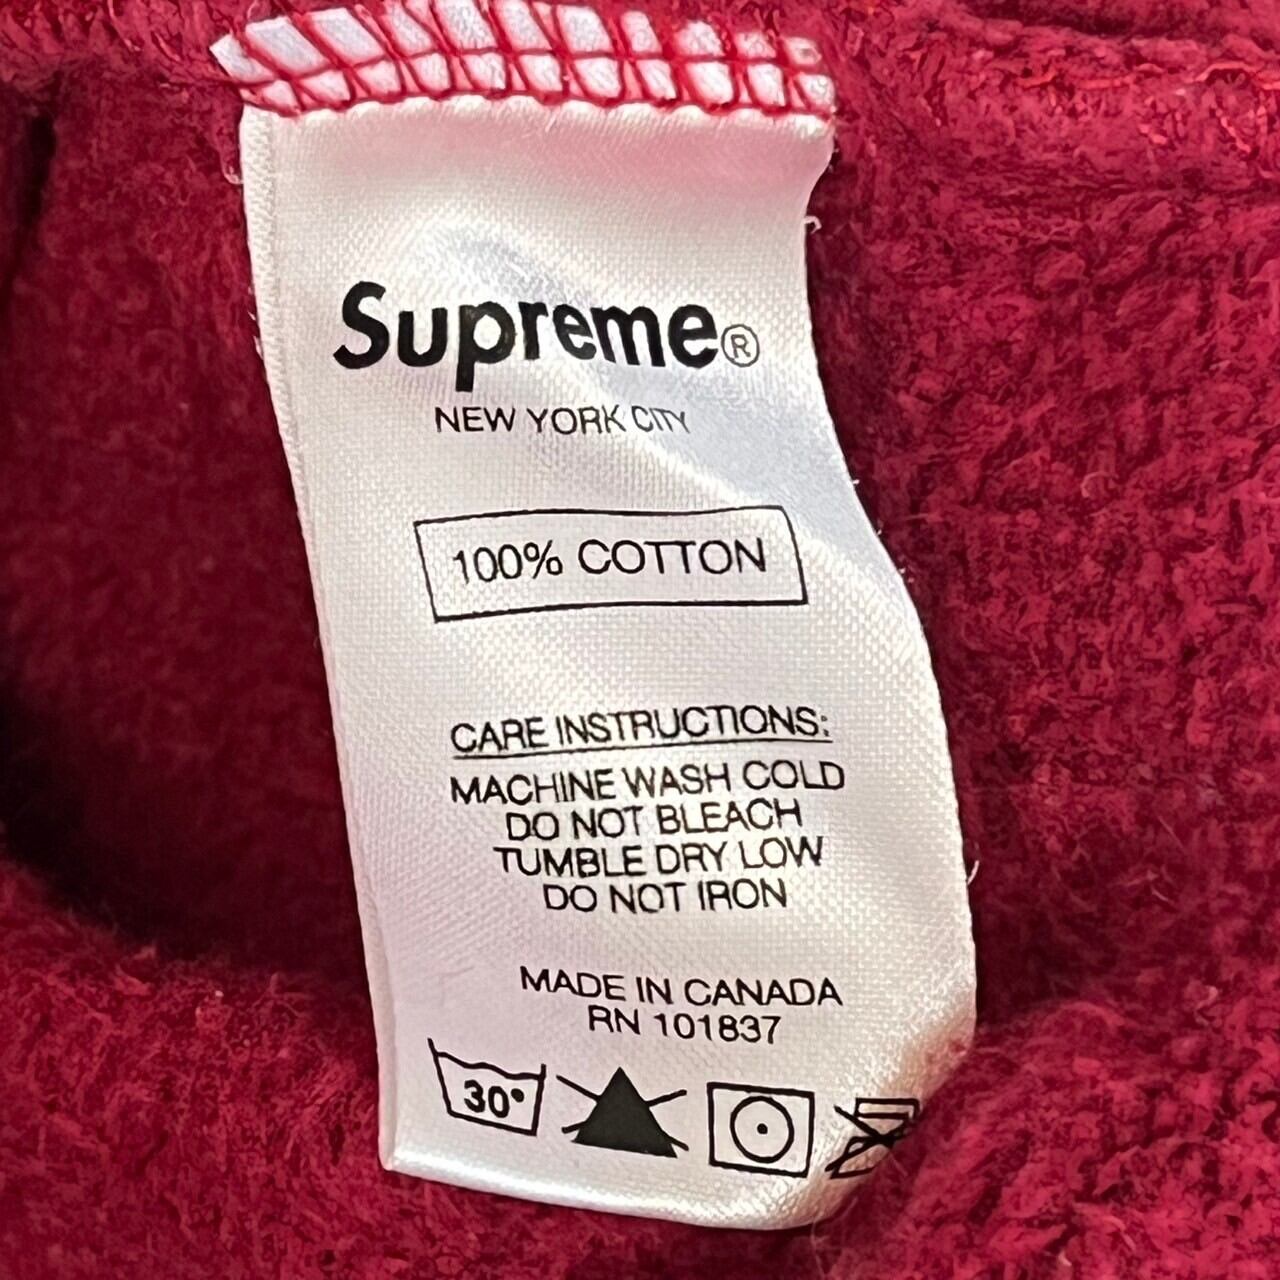 Supreme®
NEW YORK CITY
100% COTTON
CARE INSTRUCTIONS:
MACHINE WASH COLD
DO NOT BLEACH
TUMBLE DRY LOW
DO NOT IRON
MADE IN CANADA
RN 101837
30°